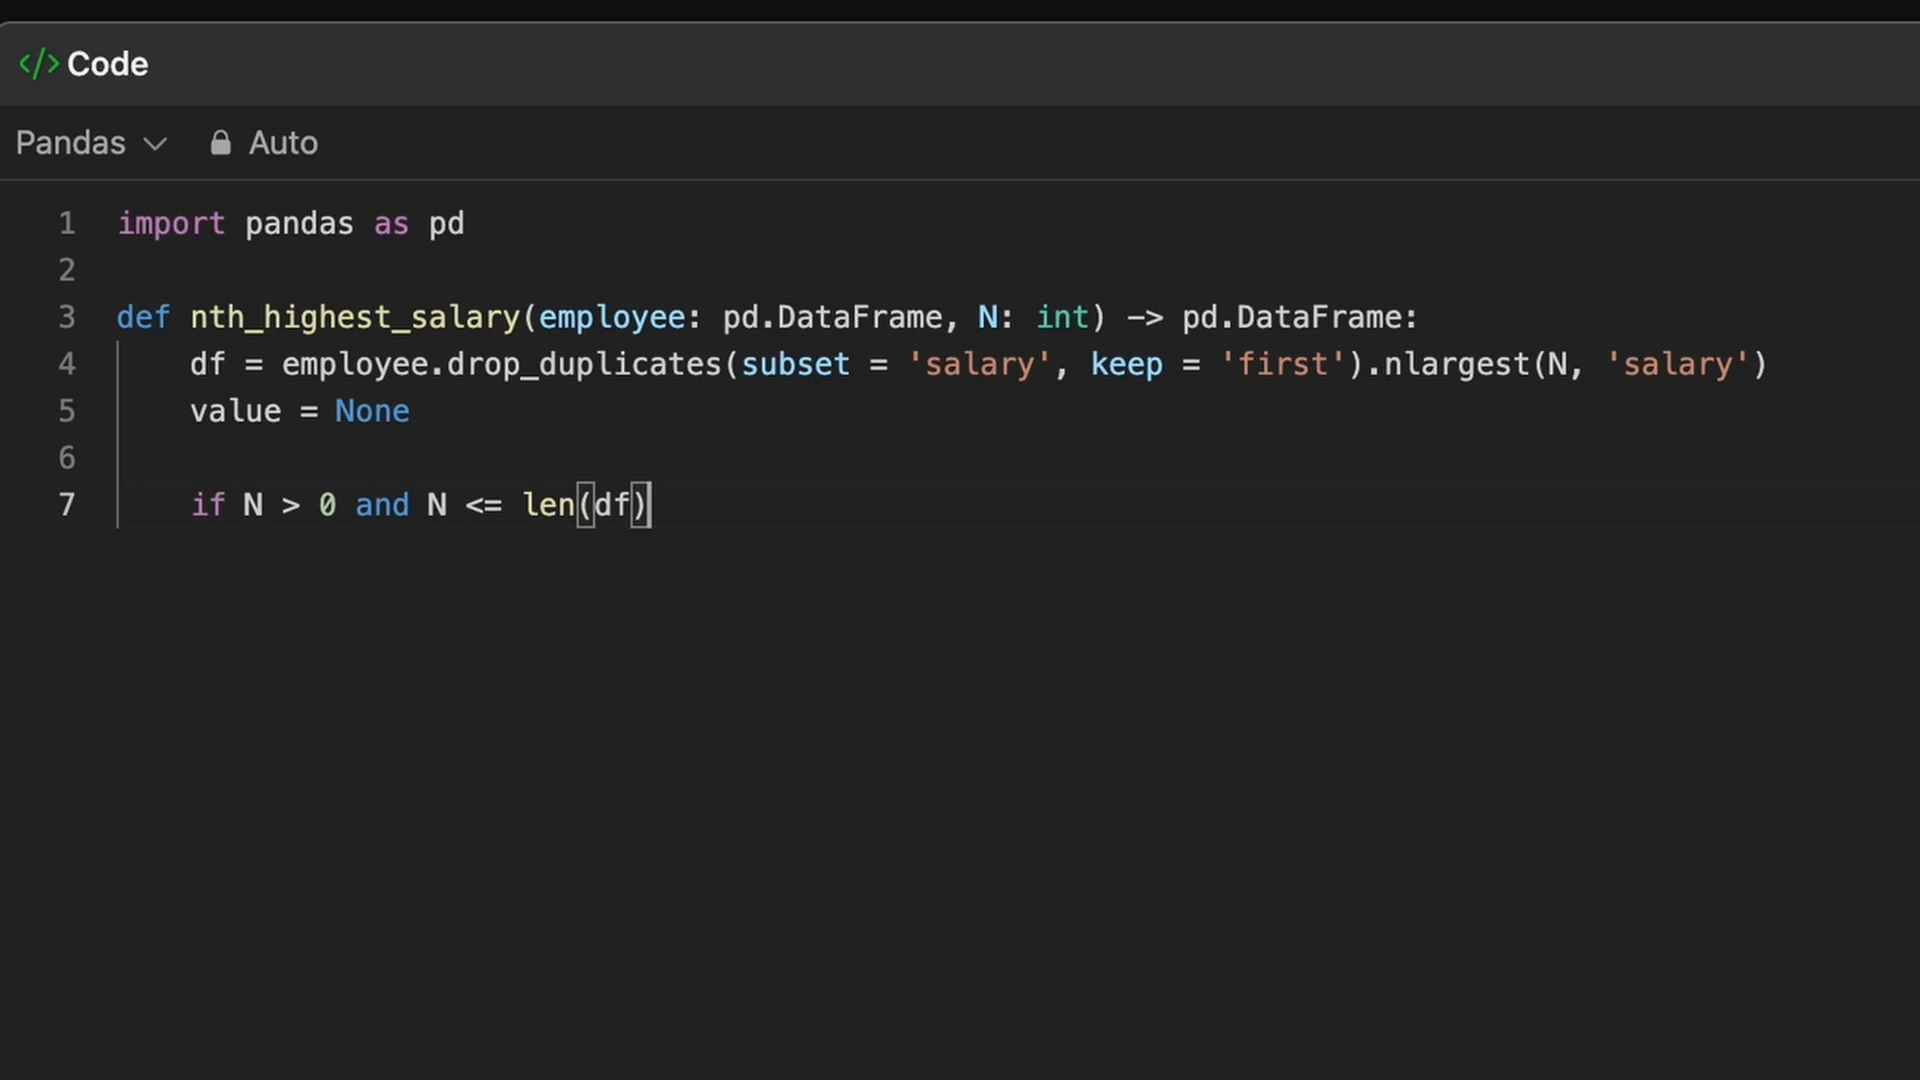 </> Code
Pandas Auto
1 import pandas as pd
2
3 def nth_highest_salary(employee: pd.DataFrame, N: int) -> pd.DataFrame:
4     df = employee.drop_duplicates(subset = 'salary', keep = 'first').nlargest(N, 'salary')
5     value = None
6
7     if N > 0 and N <= len(df)